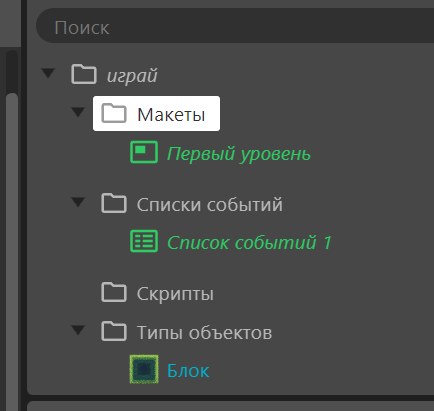 Поиск
играй
Макеты
Первый уровень
Списки событий
Список событий 1
Скрипты
Типы объектов
Блок